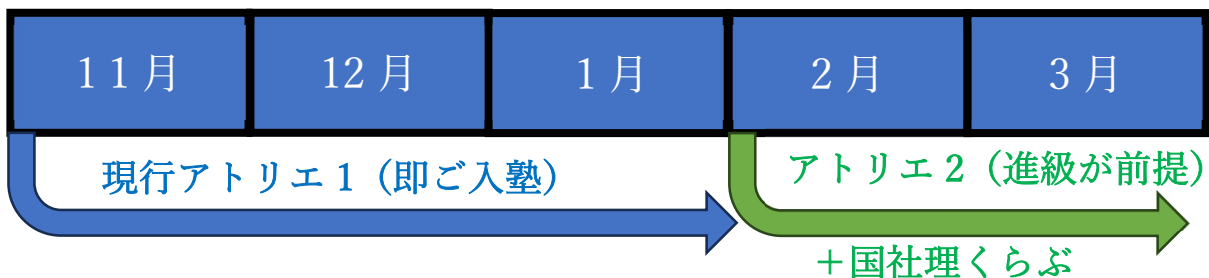 11月 12月 1月 2月 3月
現行アトリエ1（即ご入塾）
アトリエ2（進級が前提）
＋国社理くらぶ